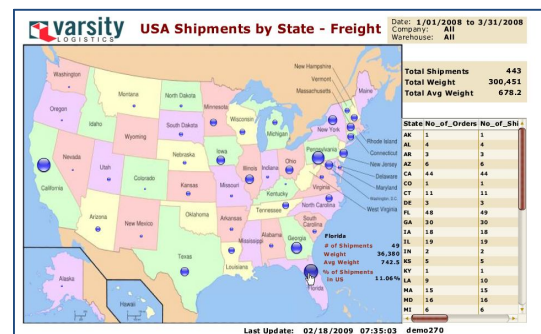 varsity
LOGISTICS
USA Shipments by State - Freight
Date: 1/01/2008 to 3/31/2008
Company: All
Warehouse: All
Total Shipments 443
Total Weight 300,451
Total Avg Weight 678.2
State No_of_Orders No_of_Shi
AK 1 1
AL 4 4
AR 3 3
AZ 6 6
CA 44 44
CO 1 1
CT 11 11
DE 3 3
FL 48 49
GA 30 30
IA 18 18
IL 19 19
IN 2 2
KS 5 5
KY 1 1
LA 9 10
MA 15 15
MD 16 16
MI 6 6
New Hampshire
Vermont
Massachusetts
Washington
Montana
North Dakota
Minnesota
Maine
Oregon
Idaho
South Dakota
Wisconsin
Michigan
New York
Wyoming
Rhode Island
Connecticut
New Jersey
Nevada
Utah
Colorado
Nebraska
Iowa
Illinois
Indiana
Ohio
Pennsylvania
Delaware
Maryland
Washington, D.C.
West Virginia
California
Kansas
Missouri
Kentucky
Virginia
North Carolina
Arizona
New Mexico
Oklahoma
Arkansas
Tennessee
South Carolina
Mississippi
Alabama
Georgia
Texas
Louisiana
Florida
# of Shipments 49
Weight 36,380
Avg Weight 742.5
% of Shipments in US 11.06%
Florida
Alaska
Hawaii
Last Update: 02/18/2009 07:35:03 demo270